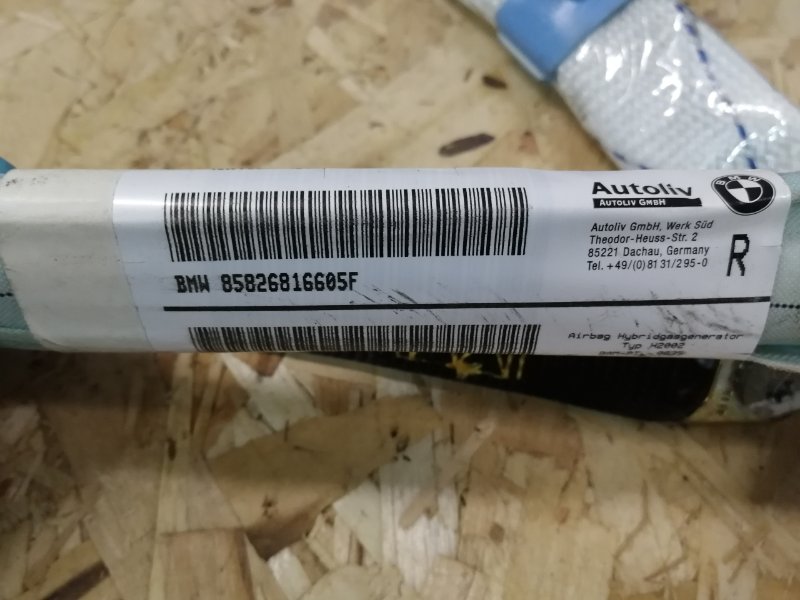 Autoliv
AUTOLIV GMBH
BMW
Autoliv GmbH, Werk Süd
Theodor-Heuss-Str. 2
85221 Dachau, Germany
Tel. +49/(0)8131/295-0
R
BMW 85826816605F
Airbag Hybridgasgenerator
Typ H2002